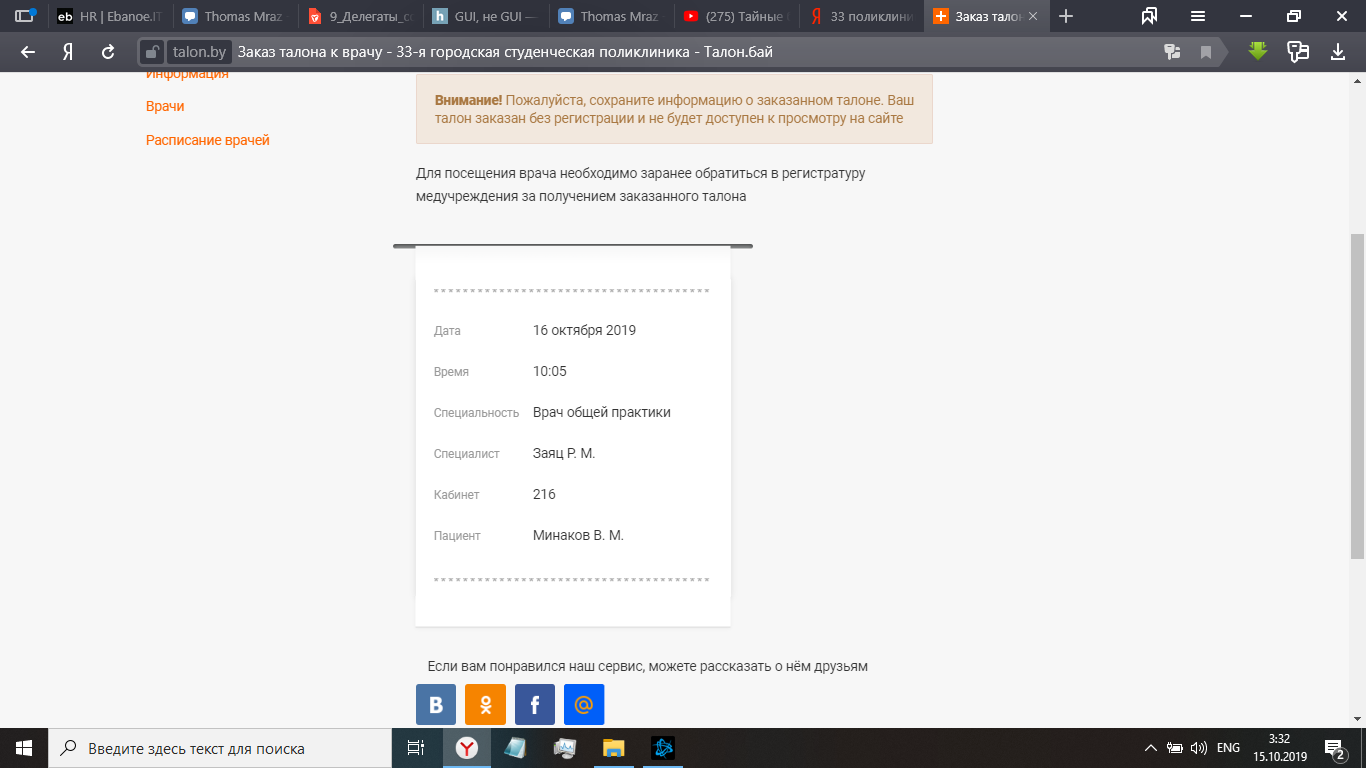 eb HR | Ebanoe.IT
Thomas Mraz
9_Делегаты_со
h GUI, не GUI —
Thomas Mraz
(275) Тайные
Я 33 поликлини
Заказ талон
Я talon.by Заказ талона к врачу - 33-я городская студенческая поликлиника - Талон.бай
Информация
Врачи
Расписание врачей
Внимание! Пожалуйста, сохраните информацию о заказанном талоне. Ваш
талон заказан без регистрации и не будет доступен к просмотру на сайте
Для посещения врача необходимо заранее обратиться в регистратуру
медучреждения за получением заказанного талона
Дата 16 октября 2019
Время 10:05
Специальность Врач общей практики
Специалист Заяц Р. М.
Кабинет 216
Пациент Минаков В. М.
Если вам понравился наш сервис, можете рассказать о нём друзьям
Введите здесь текст для поиска
ENG
3:32
15.10.2019
2